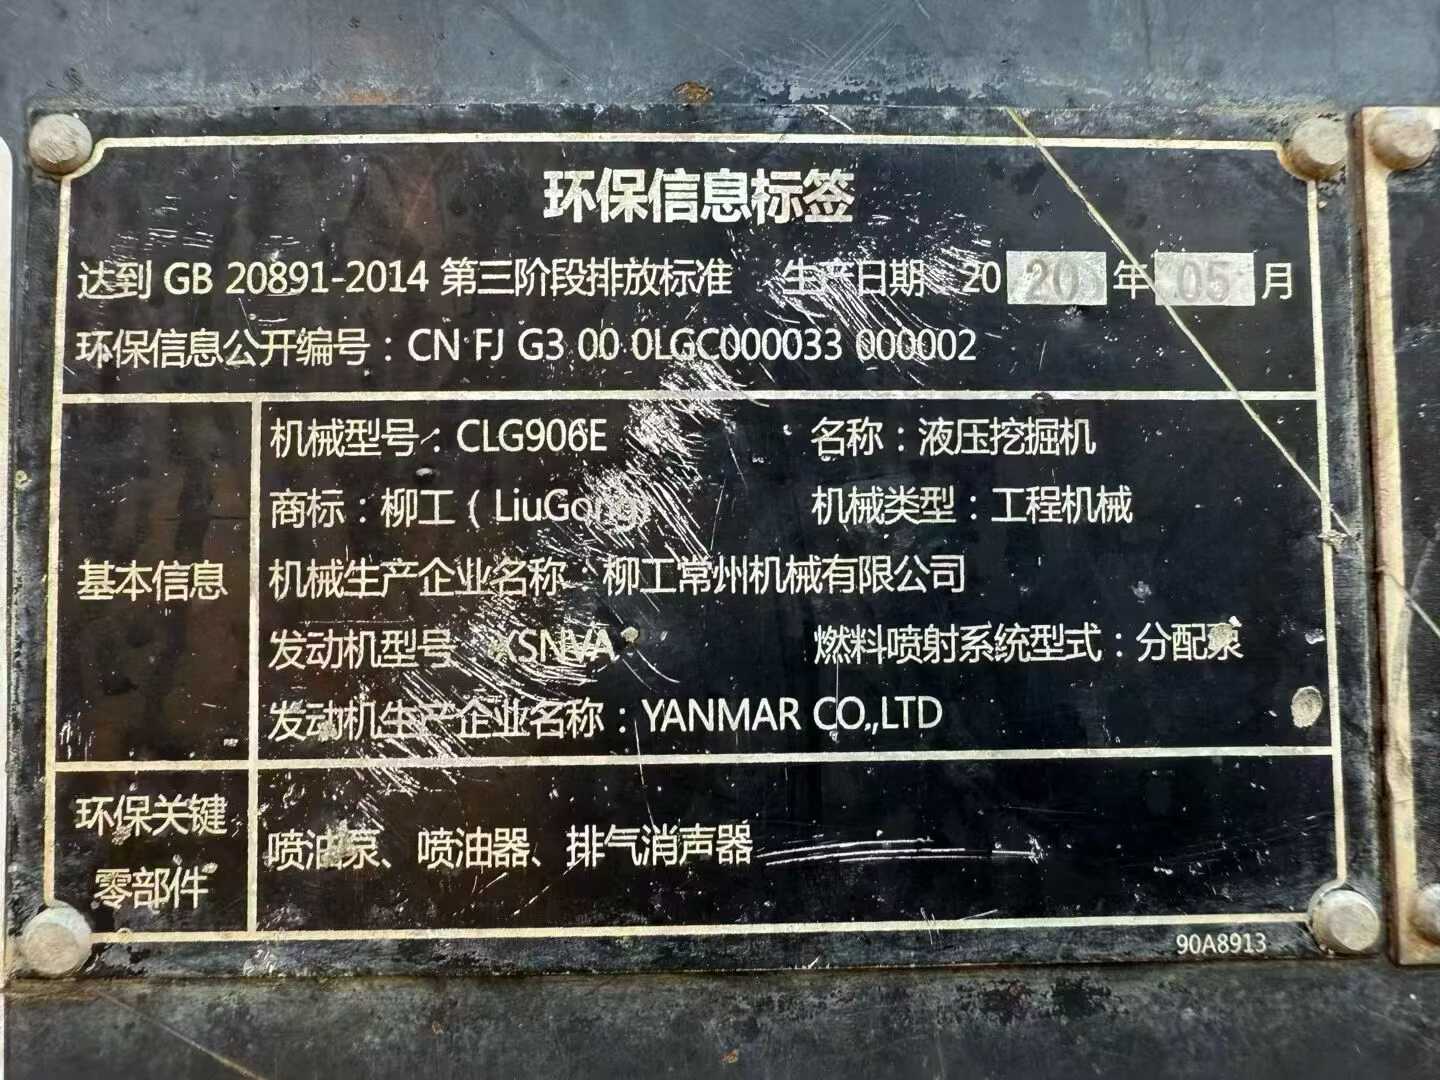 环保信息标签
达到 GB 20891-2014 第三阶段排放标准 生产日期: 2020年05月
环保信息公开编号：CN FJ G3 00 0LGC000033 000002
机械型号：CLG906E 名称：液压挖掘机
商标：柳工（LiuGong） 机械类型：工程机械
基本信息
机械生产企业名称：柳工常州机械有限公司
发动机型号 XSNVA 燃料喷射系统型式：分配泵
发动机生产企业名称：YANMAR CO.,LTD
环保关键
零部件
喷油泵、喷油器、排气消声器
90A8913